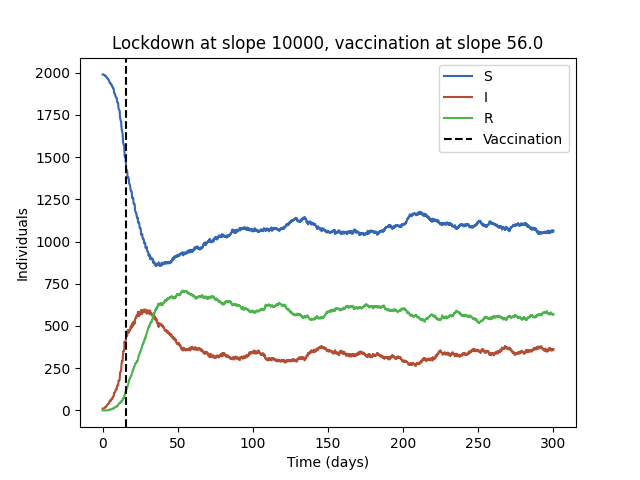 Lockdown at slope 10000, vaccination at slope 56.0
S
I
R
Vaccination
2000
1750
1500
1250
1000
750
500
250
0
Individuals
0 50 100 150 200 250 300
Time (days)